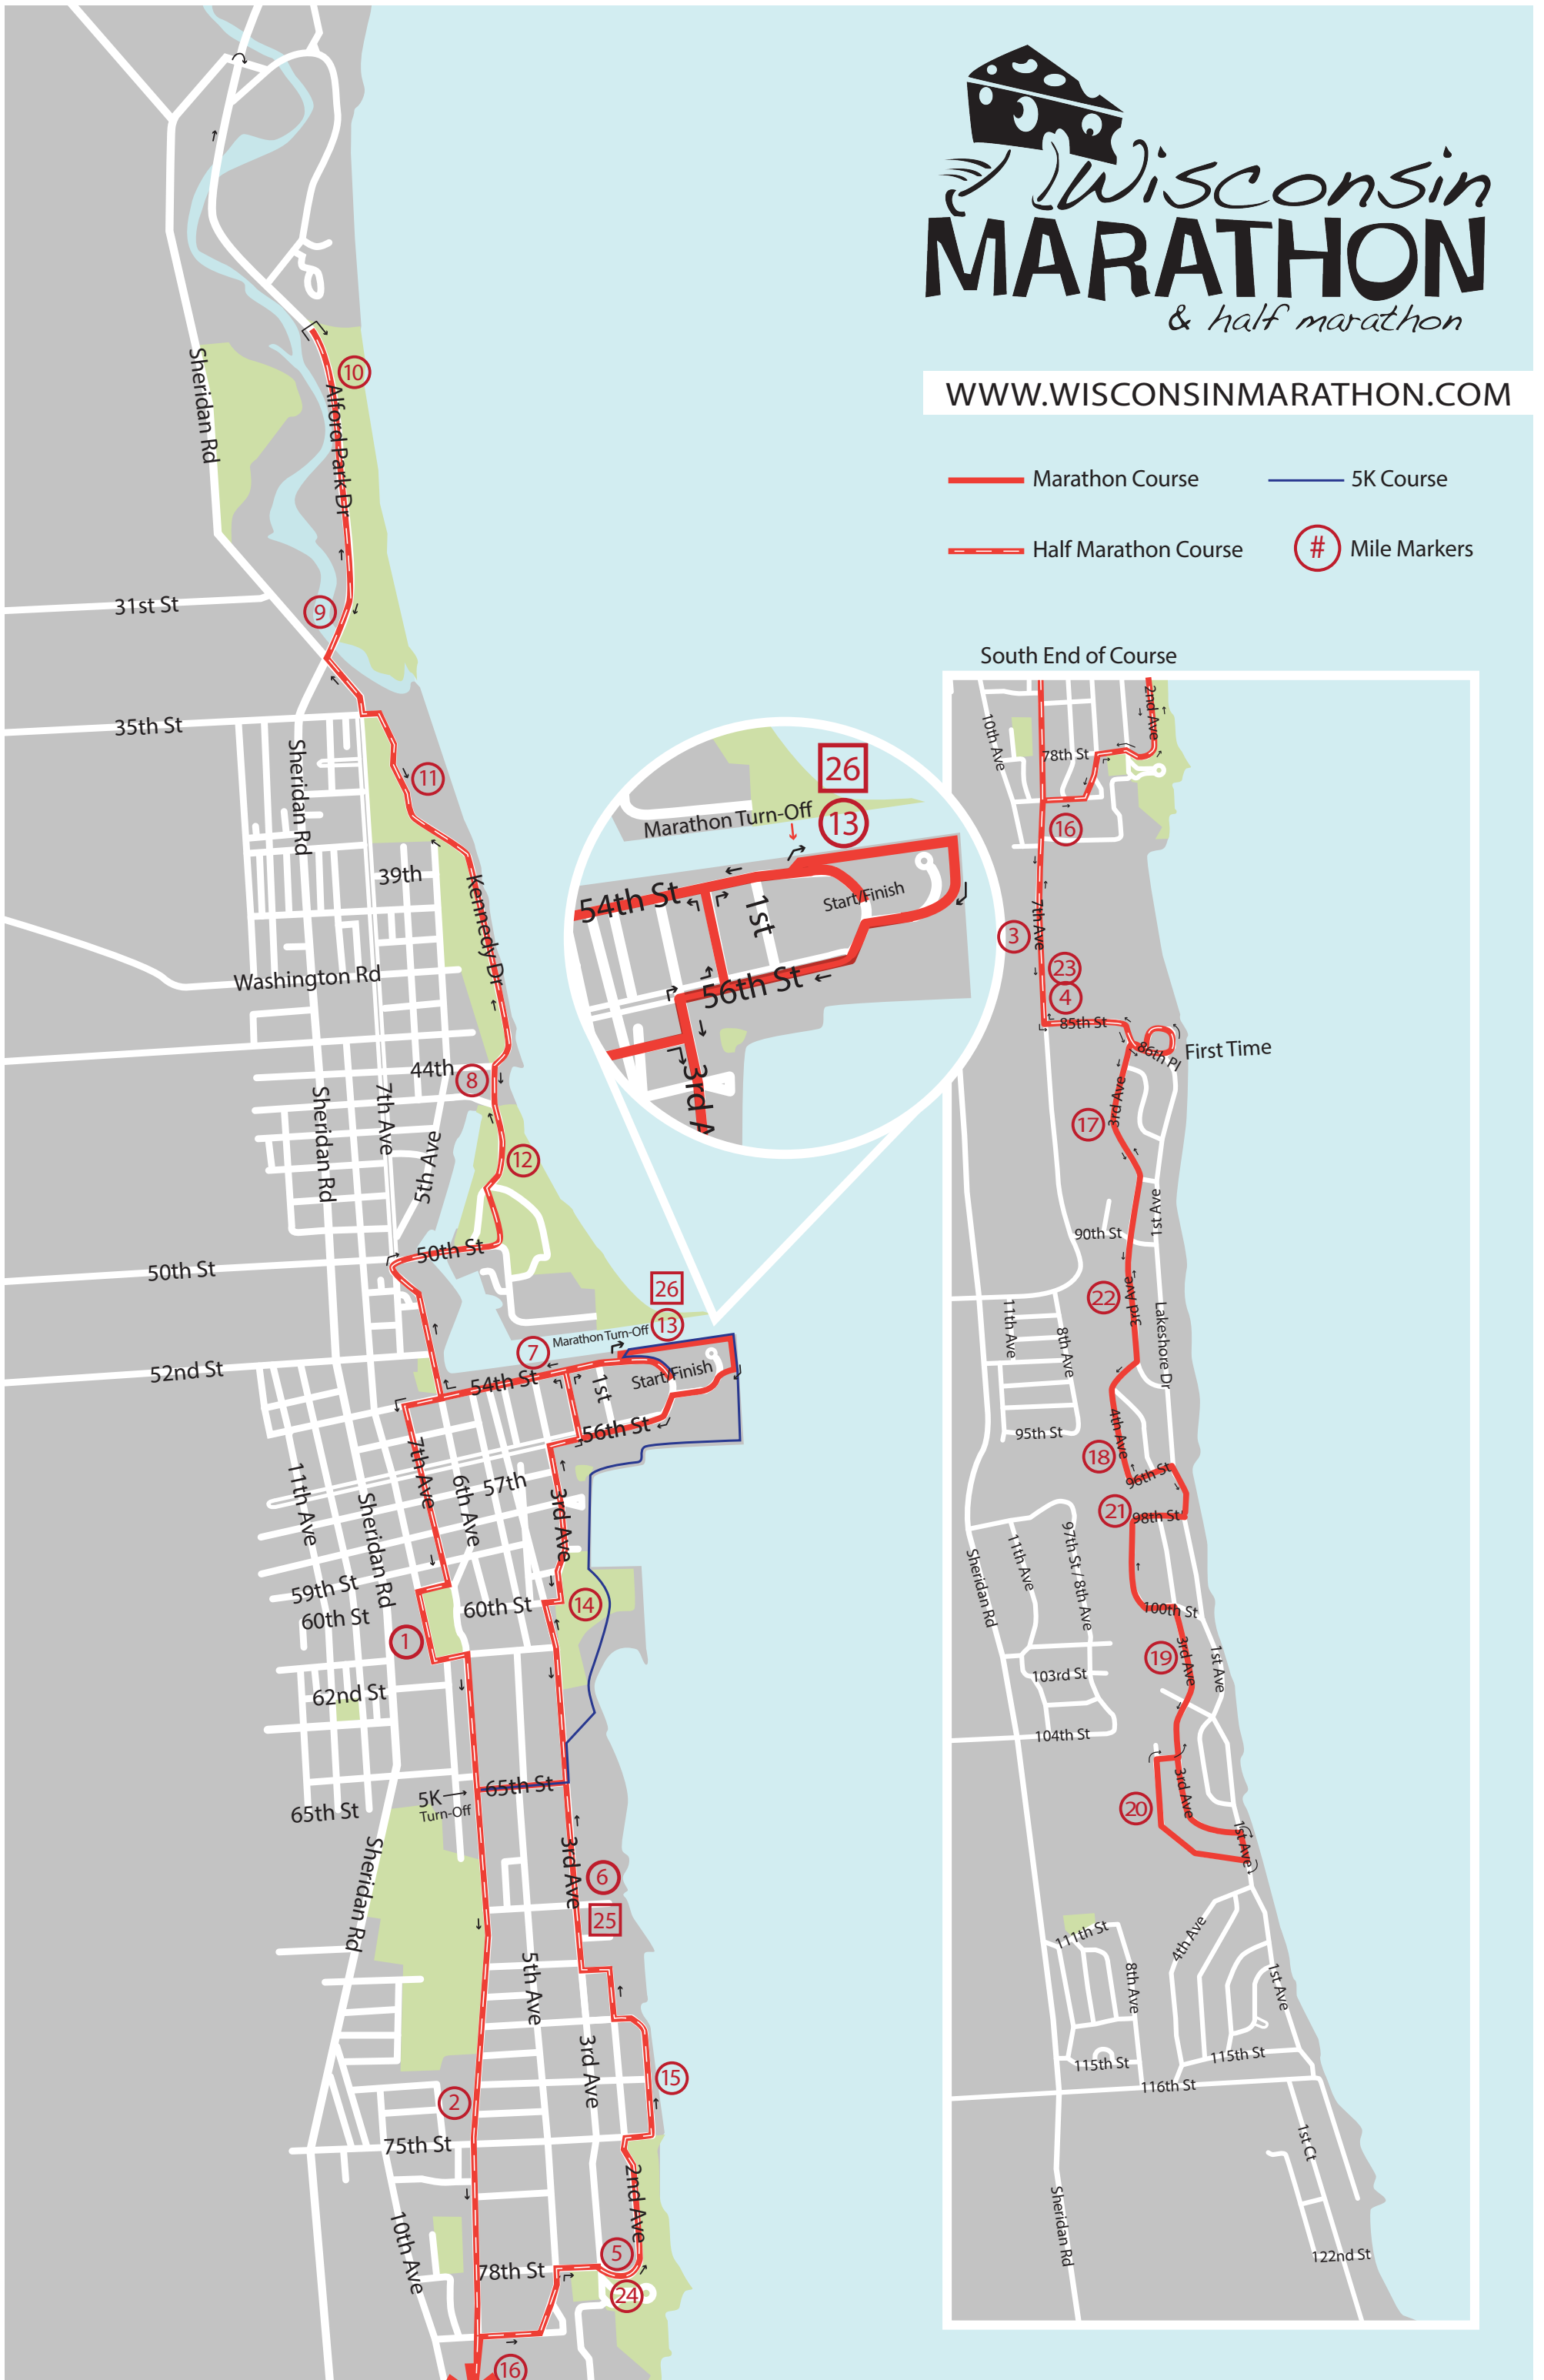 Wisconsin
MARATHON
& half marathon
WWW.WISCONSINMARATHON.COM
Marathon Course
5K Course
Half Marathon Course
#
Mile Markers
Sheridan Rd
10
Alford Park Dr
31st St
9
35th St
Sheridan Rd
11
39th
Kennedy Dr
Washington Rd
44th
8
Sheridan Rd
7th Ave
5th Ave
12
50th St
50th St
26
13
Marathon Turn-Off
7
52nd St
54th St
1st
Start/Finish
56th St
7th Ave
6th Ave
57th
3rd Ave
11th Ave
Sheridan Rd
59th St
60th St
60th St
14
1
62nd St
5K
Turn-Off
65th St
65th St
Sheridan Rd
3rd Ave
6
25
5th Ave
3rd Ave
15
2
75th St
2nd Ave
10th Ave
5
78th St
24
16
26
Marathon Turn-Off
13
54th St
1st
Start/Finish
56th St
3rd A
South End of Course
2nd Ave
10th Ave
78th St
16
7th Ave
3
23
4
85th St
86th Pl
First Time
3rd Ave
17
1st Ave
90th St
22
3rd Ave
11th Ave
8th Ave
Lakeshore Dr
95th St
4th Ave
18
96th St
21
98th St
Sheridan Rd
11th Ave
97th St / 8th Ave
100th St
19
3rd Ave
1st Ave
103rd St
104th St
3rd Ave
20
1st Ave
111th St
4th Ave
8th Ave
1st Ave
115th St
115th St
116th St
1st Ct
Sheridan Rd
122nd St